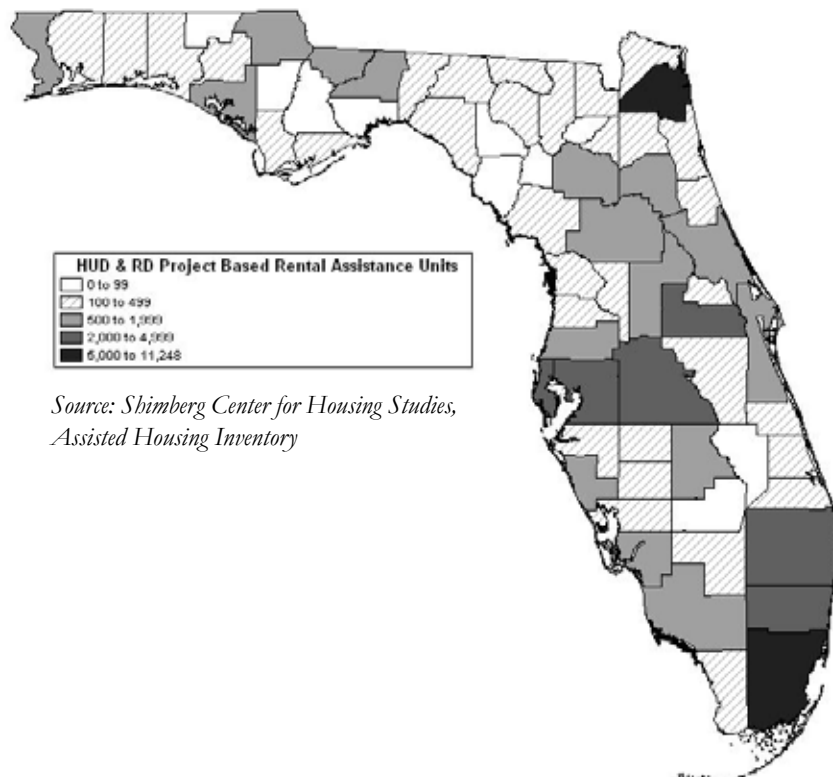 HUD & RD Project Based Rental Assistance Units
0 to 99
100 to 499
500 to 1,999
2,000 to 4,999
5,000 to 11,248
Source: Shimberg Center for Housing Studies,
Assisted Housing Inventory